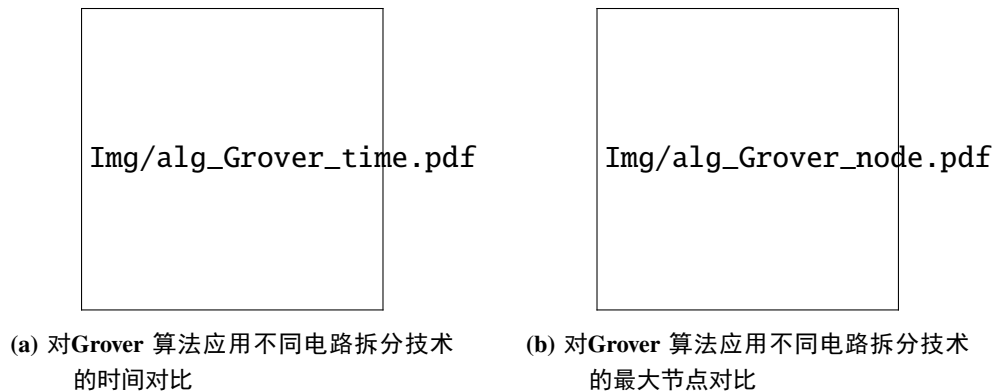 Img/alg_Grover_time.pdf
Img/alg_Grover_node.pdf
(a) 对Grover 算法应用不同电路拆分技术
的时间对比
(b) 对Grover 算法应用不同电路拆分技术
的最大节点对比